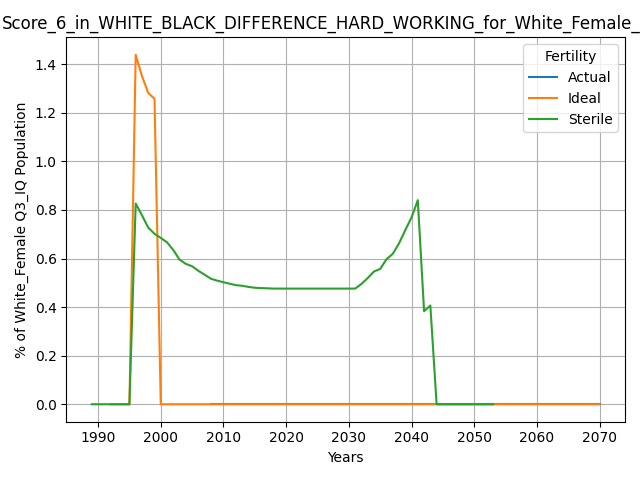 Score_6_in_WHITE_BLACK_DIFFERENCE_HARD_WORKING_for_White_Female_
Fertility
Actual
Ideal
Sterile
% of White_Female Q3_IQ Population
1.4
1.2
1.0
0.8
0.6
0.4
0.2
0.0
1990 2000 2010 2020 2030 2040 2050 2060 2070
Years